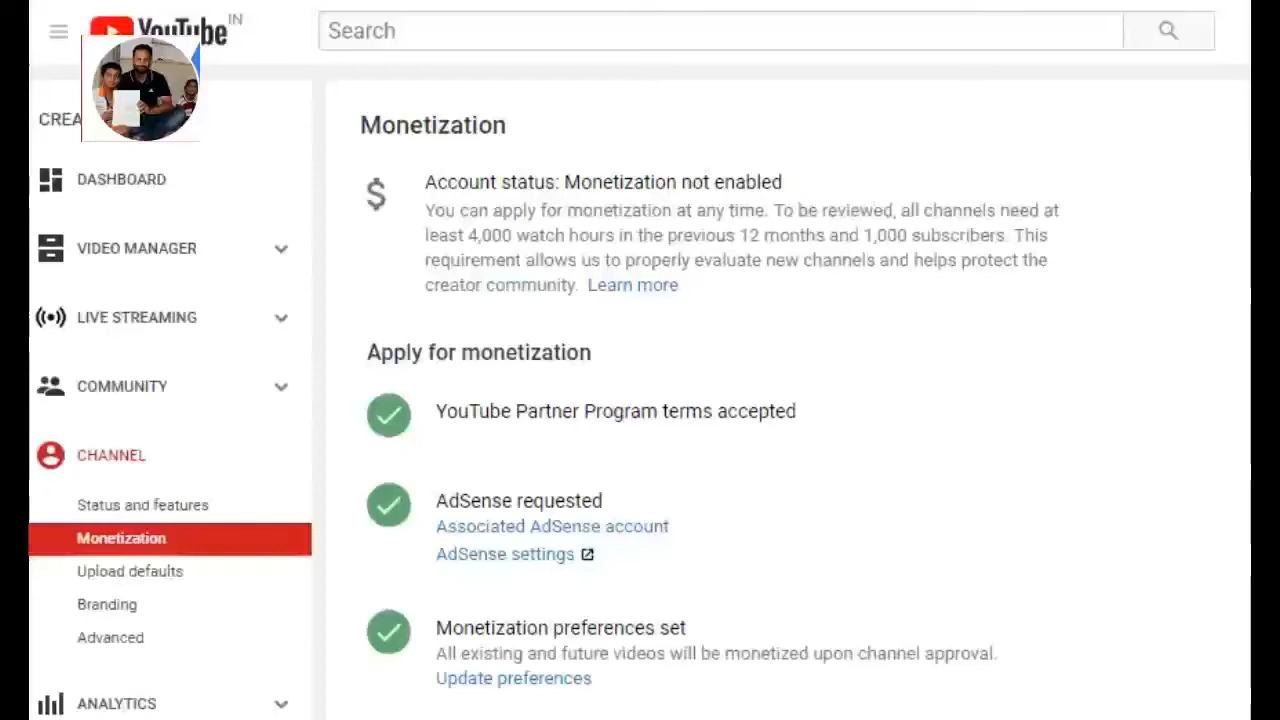 YouTube IN
Search
CREA
DASHBOARD
VIDEO MANAGER
LIVE STREAMING
COMMUNITY
CHANNEL
Status and features
Monetization
Upload defaults
Branding
Advanced
ANALYTICS
Monetization
Account status: Monetization not enabled
You can apply for monetization at any time. To be reviewed, all channels need at
least 4,000 watch hours in the previous 12 months and 1,000 subscribers. This
requirement allows us to properly evaluate new channels and helps protect the
creator community. Learn more
Apply for monetization
YouTube Partner Program terms accepted
AdSense requested
Associated AdSense account
AdSense settings
Monetization preferences set
All existing and future videos will be monetized upon channel approval.
Update preferences